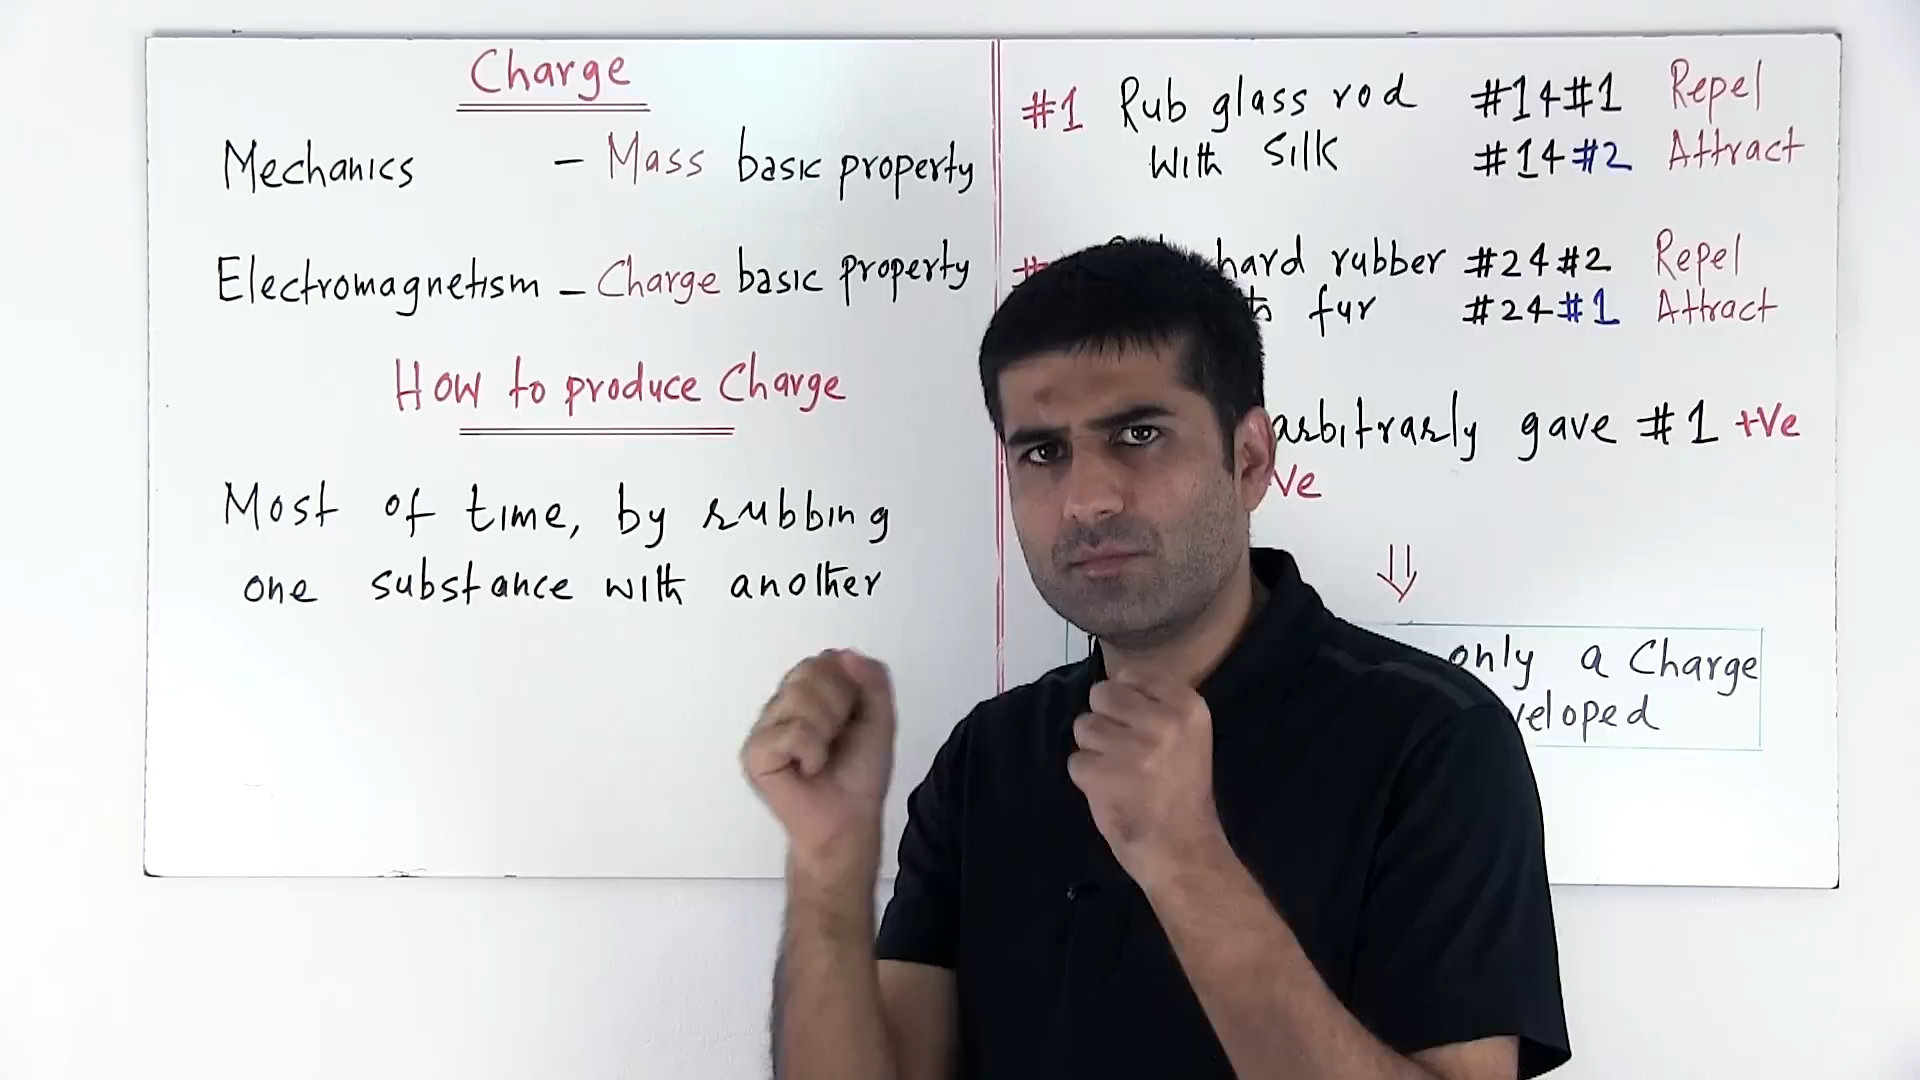 Charge
Mechanics - Mass basic property
Electromagnetism - Charge basic property
How to produce Charge
Most of time, by rubbing
one substance with another
#1 Rub glass rod #1&#1 Repel
with Silk #1&#2 Attract
hard rubber #2&#2 Repel
fur #2&#1 Attract
arbitrarly gave #1 +ve
ve
only a Charge
veloped